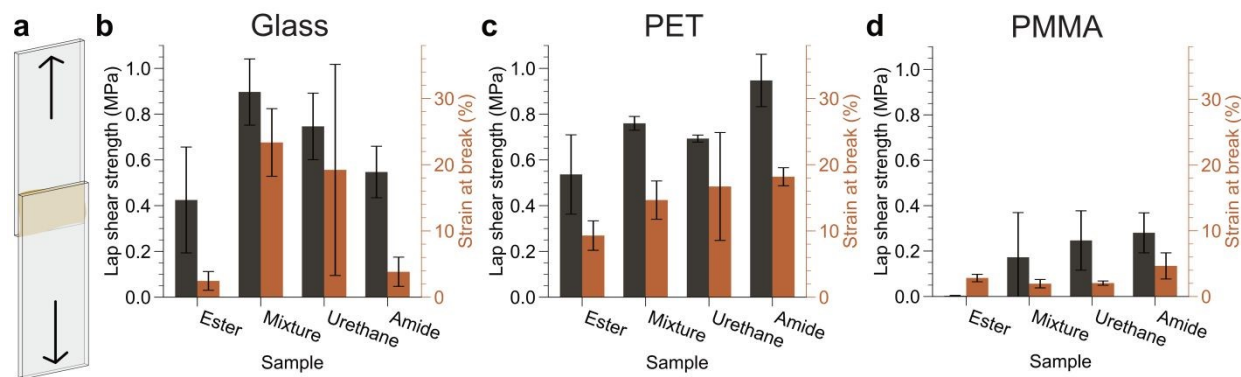 a
b
Glass
Lap shear strength (MPa)
1.0
0.8
0.6
0.4
0.2
0.0
Strain at break (%)
30
20
10
0
Ester
Mixture
Urethane
Amide
Sample
c
PET
Lap shear strength (MPa)
1.0
0.8
0.6
0.4
0.2
0.0
Strain at break (%)
30
20
10
0
Ester
Mixture
Urethane
Amide
Sample
d
PMMA
Lap shear strength (MPa)
1.0
0.8
0.6
0.4
0.2
0.0
Strain at break (%)
30
20
10
0
Ester
Mixture
Urethane
Amide
Sample